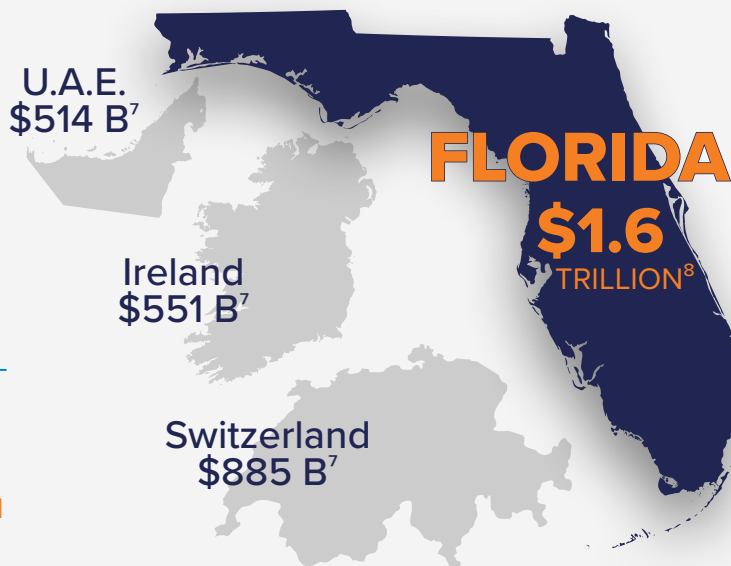 U.A.E.
$514 B⁷
FLORIDA
$1.6
TRILLION⁸
Ireland
$551 B⁷
Switzerland
$885 B⁷